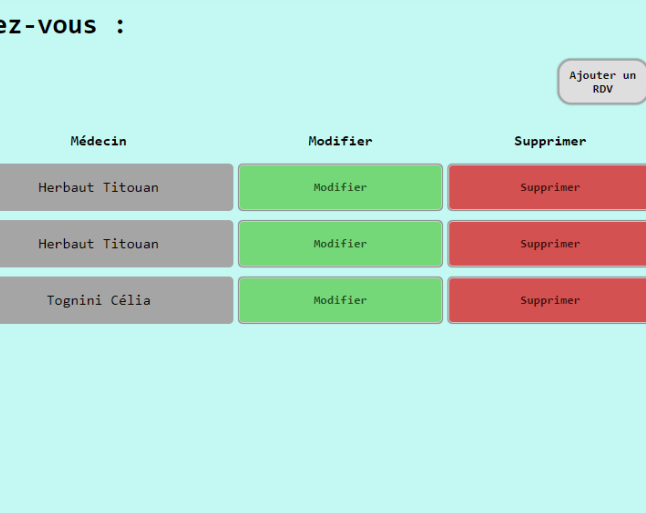 ez-vous :
Ajouter un
RDV
Médecin Modifier Supprimer
Herbaut Titouan Modifier Supprimer
Herbaut Titouan Modifier Supprimer
Tognini Célia Modifier Supprimer